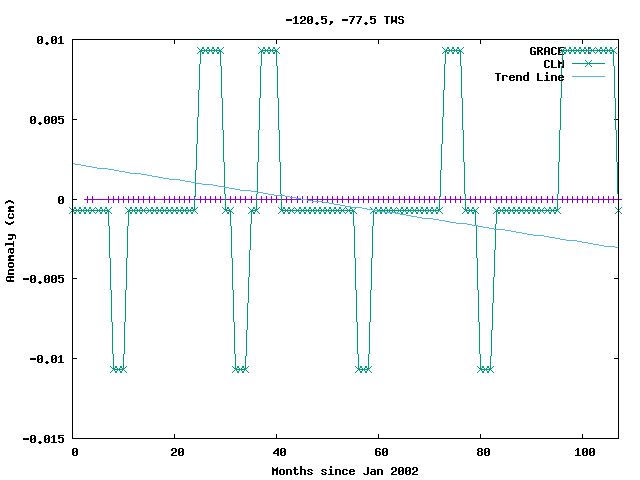 -120.5, -77.5 TWS
0.01
0.005
0
-0.005
-0.01
-0.015
Anomaly (cm)
GRACE
CLM
Trend Line
0 20 40 60 80 100
Months since Jan 2002